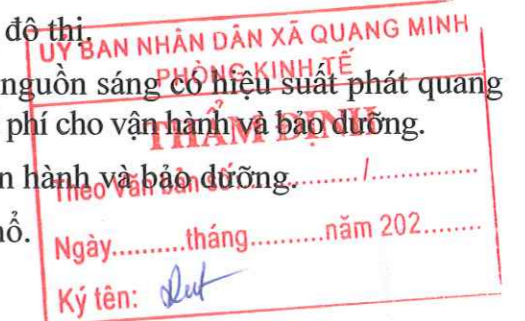 đô thị.
ỦY BAN NHÂN DÂN XÃ QUANG MINH
PHÒNG KINH TẾ
nguồn sáng có hiệu suất phát quang
phí cho vận hành và bảo dưỡng.
THẨM ĐỊNH
n hành và bảo dưỡng.
Theo văn bản số............/..............
Ngày..........tháng..........năm 202........
Ký tên: